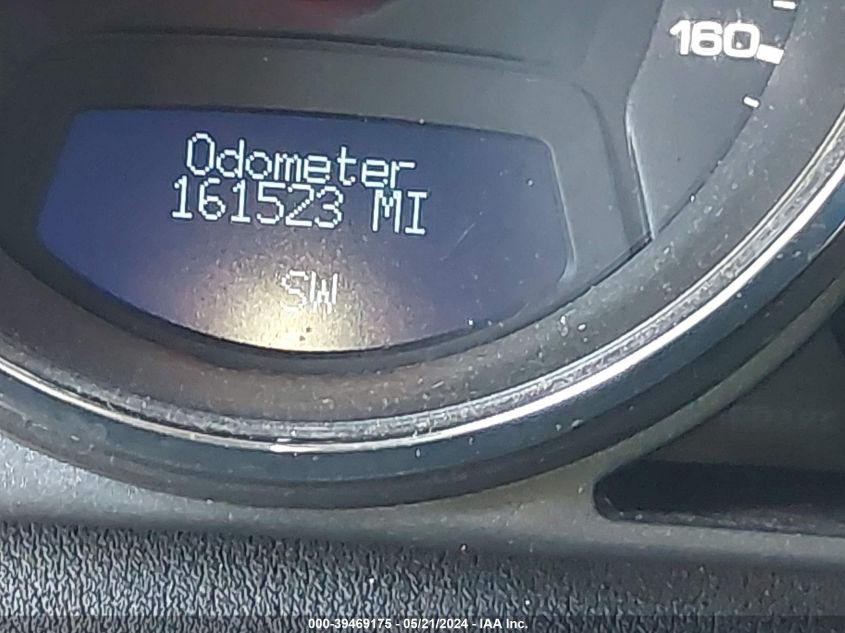 160
Odometer
161523 MI
SW
000-39469175 - 05/21/2024 - IAA Inc.